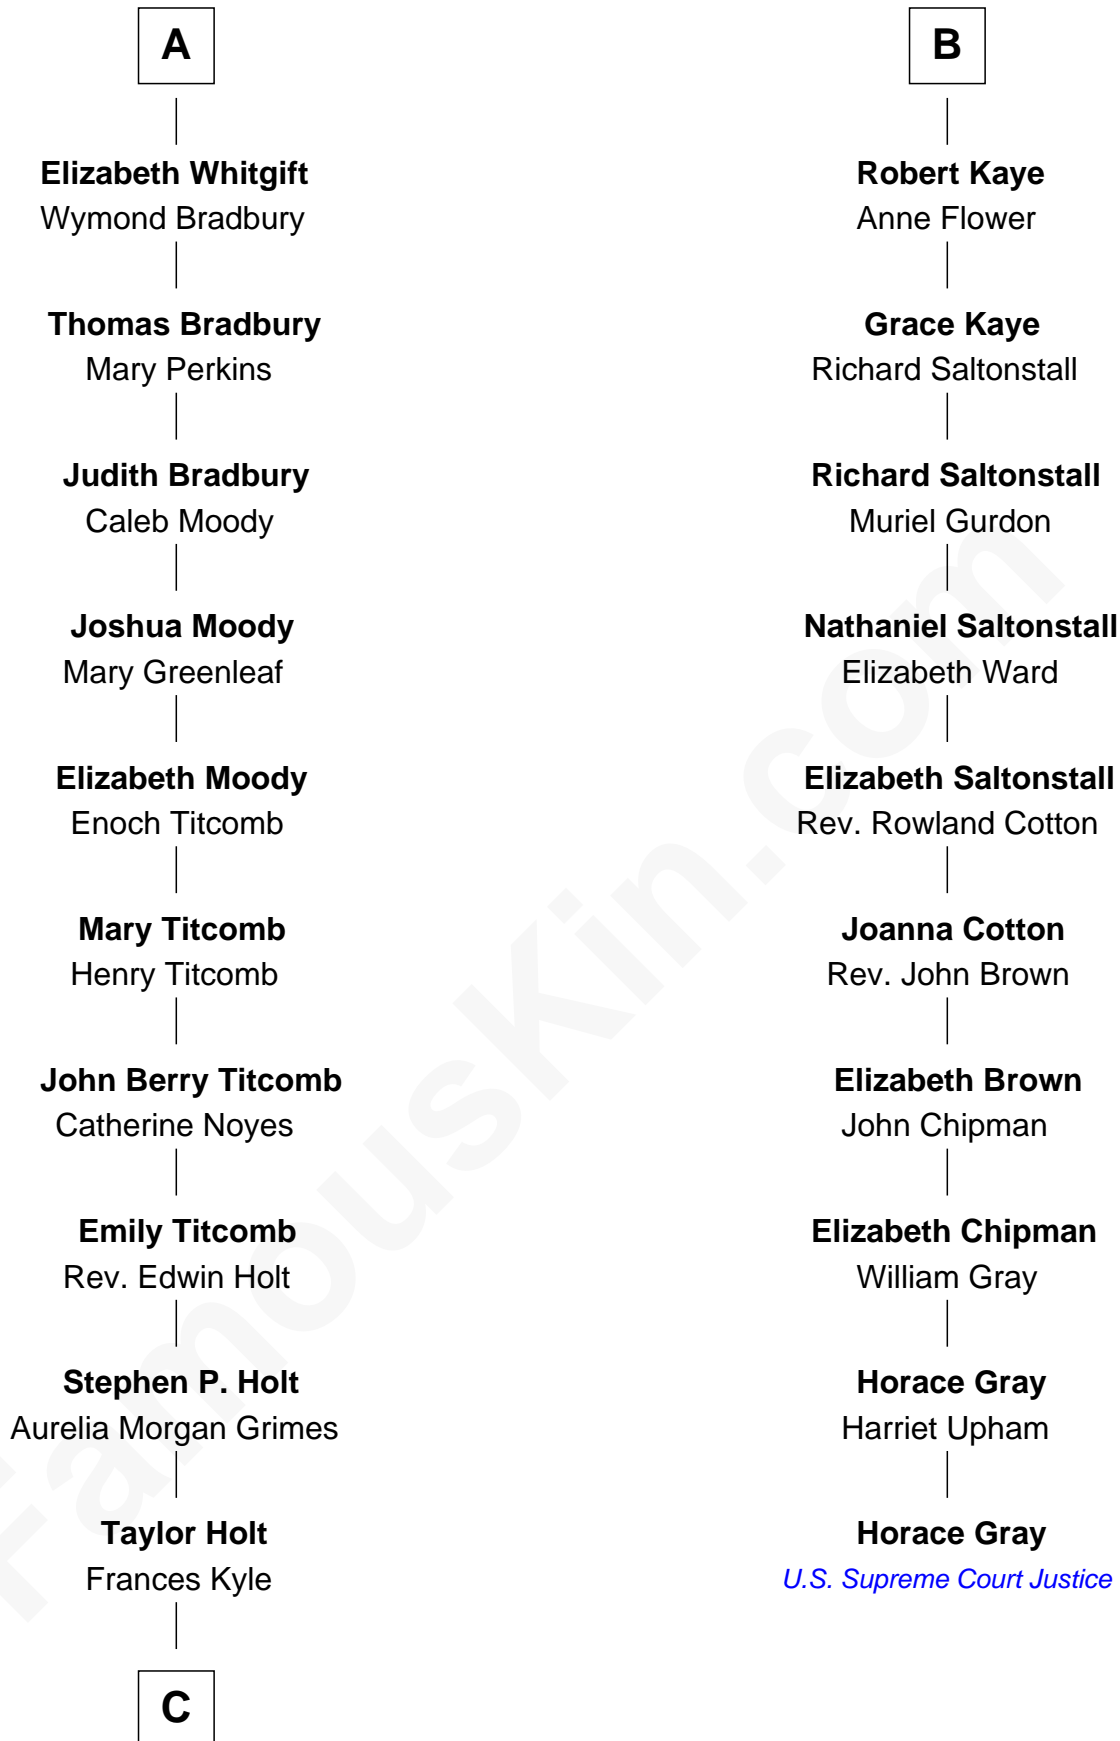 A
Elizabeth Whitgift
Wymond Bradbury
Thomas Bradbury
Mary Perkins
Judith Bradbury
Caleb Moody
Joshua Moody
Mary Greenleaf
Elizabeth Moody
Enoch Titcomb
Mary Titcomb
Henry Titcomb
John Berry Titcomb
Catherine Noyes
Emily Titcomb
Rev. Edwin Holt
Stephen P. Holt
Aurelia Morgan Grimes
Taylor Holt
Frances Kyle
C
B
Robert Kaye
Anne Flower
Grace Kaye
Richard Saltonstall
Richard Saltonstall
Muriel Gurdon
Nathaniel Saltonstall
Elizabeth Ward
Elizabeth Saltonstall
Rev. Rowland Cotton
Joanna Cotton
Rev. John Brown
Elizabeth Brown
John Chipman
Elizabeth Chipman
William Gray
Horace Gray
Harriet Upham
Horace Gray
U.S. Supreme Court Justice
FamousKin.com